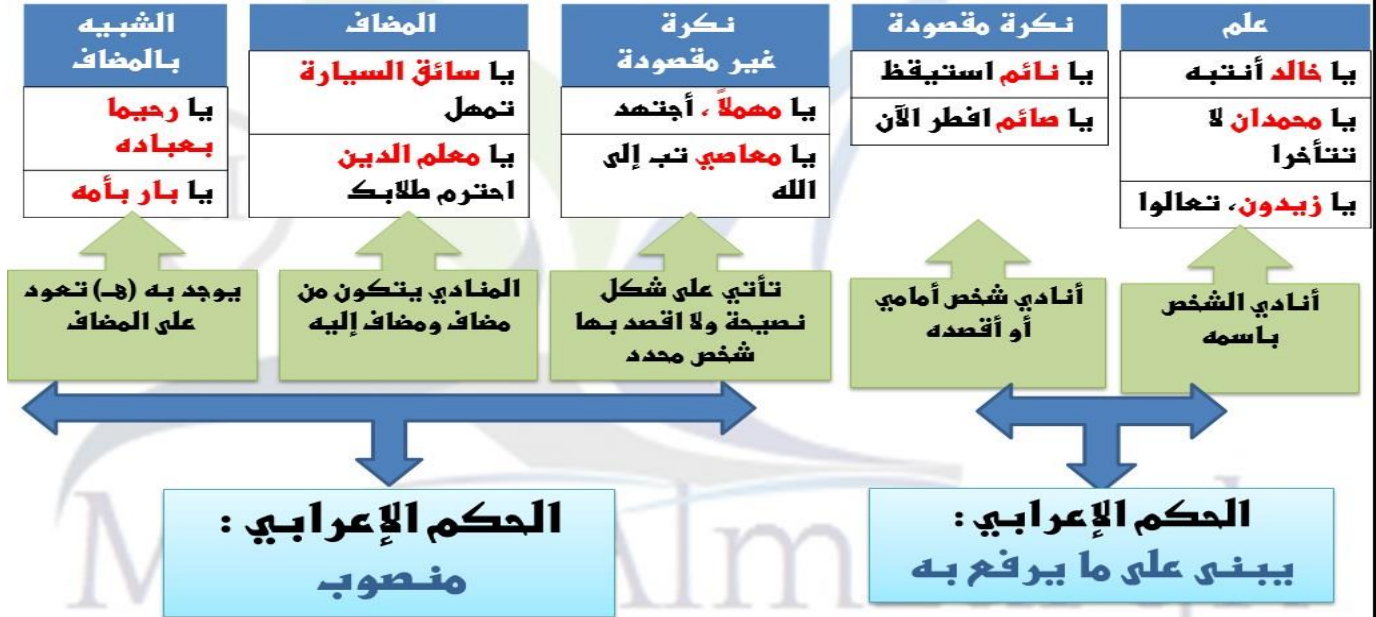 علم
يا خالد أنتبه
يا محمدان لا
تتأخرا
يا زيدون، تعالوا
أنادي الشخص
باسمه
نكرة مقصودة
يا نائم استيقظ
يا صائم افطر الآن
أنادي شخص أمامي
أو أقصده
نكرة
غير مقصودة
يا مهملاً ، أجتهد
يا معاصي تب إلى
الله
تأتي على شكل
نصيحة ولا اقصد بها
شخص محدد
المضاف
يا سائق السيارة
تمهل
يا معلم الدين
احترم طلابك
المنادي يتكون من
مضاف ومضاف إليه
الشبيه
بالمضاف
يا رحيما
بعباده
يا بار بأمه
يوجد به (هـ) تعود
على المضاف
الحكم الإعرابي :
يبنى على ما يرفع به
الحكم الإعرابي :
منصوب